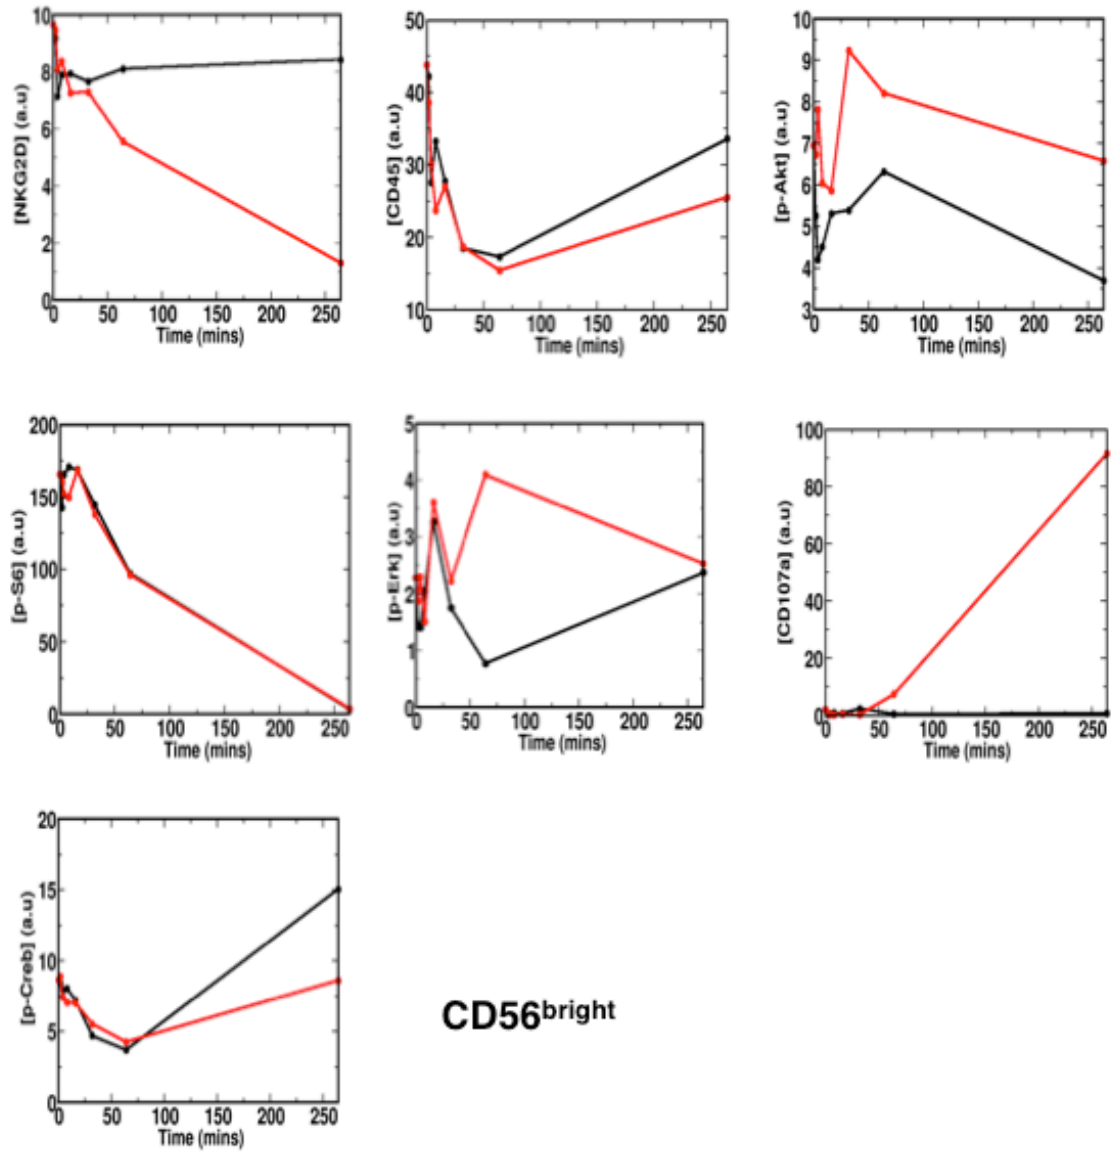 [NKG2D] (a.u)
10
8
6
4
2
0
0 50 100 150 200 250
Time (mins)
[CD45] (a.u)
50
40
30
20
10
0 50 100 150 200 250
Time (mins)
[p-Akt] (a.u)
10
9
8
7
6
5
4
3
0 50 100 150 200 250
Time (mins)
[p-S6] (a.u)
200
150
100
50
0
0 50 100 150 200 250
Time (mins)
[p-Erk] (a.u)
5
4
3
2
1
0
0 50 100 150 200 250
Time (mins)
[CD107a] (a.u)
100
80
60
40
20
0
0 50 100 150 200 250
Time (mins)
[p-Creb] (a.u)
20
15
10
5
0
0 50 100 150 200 250
Time (mins)
CD56bright